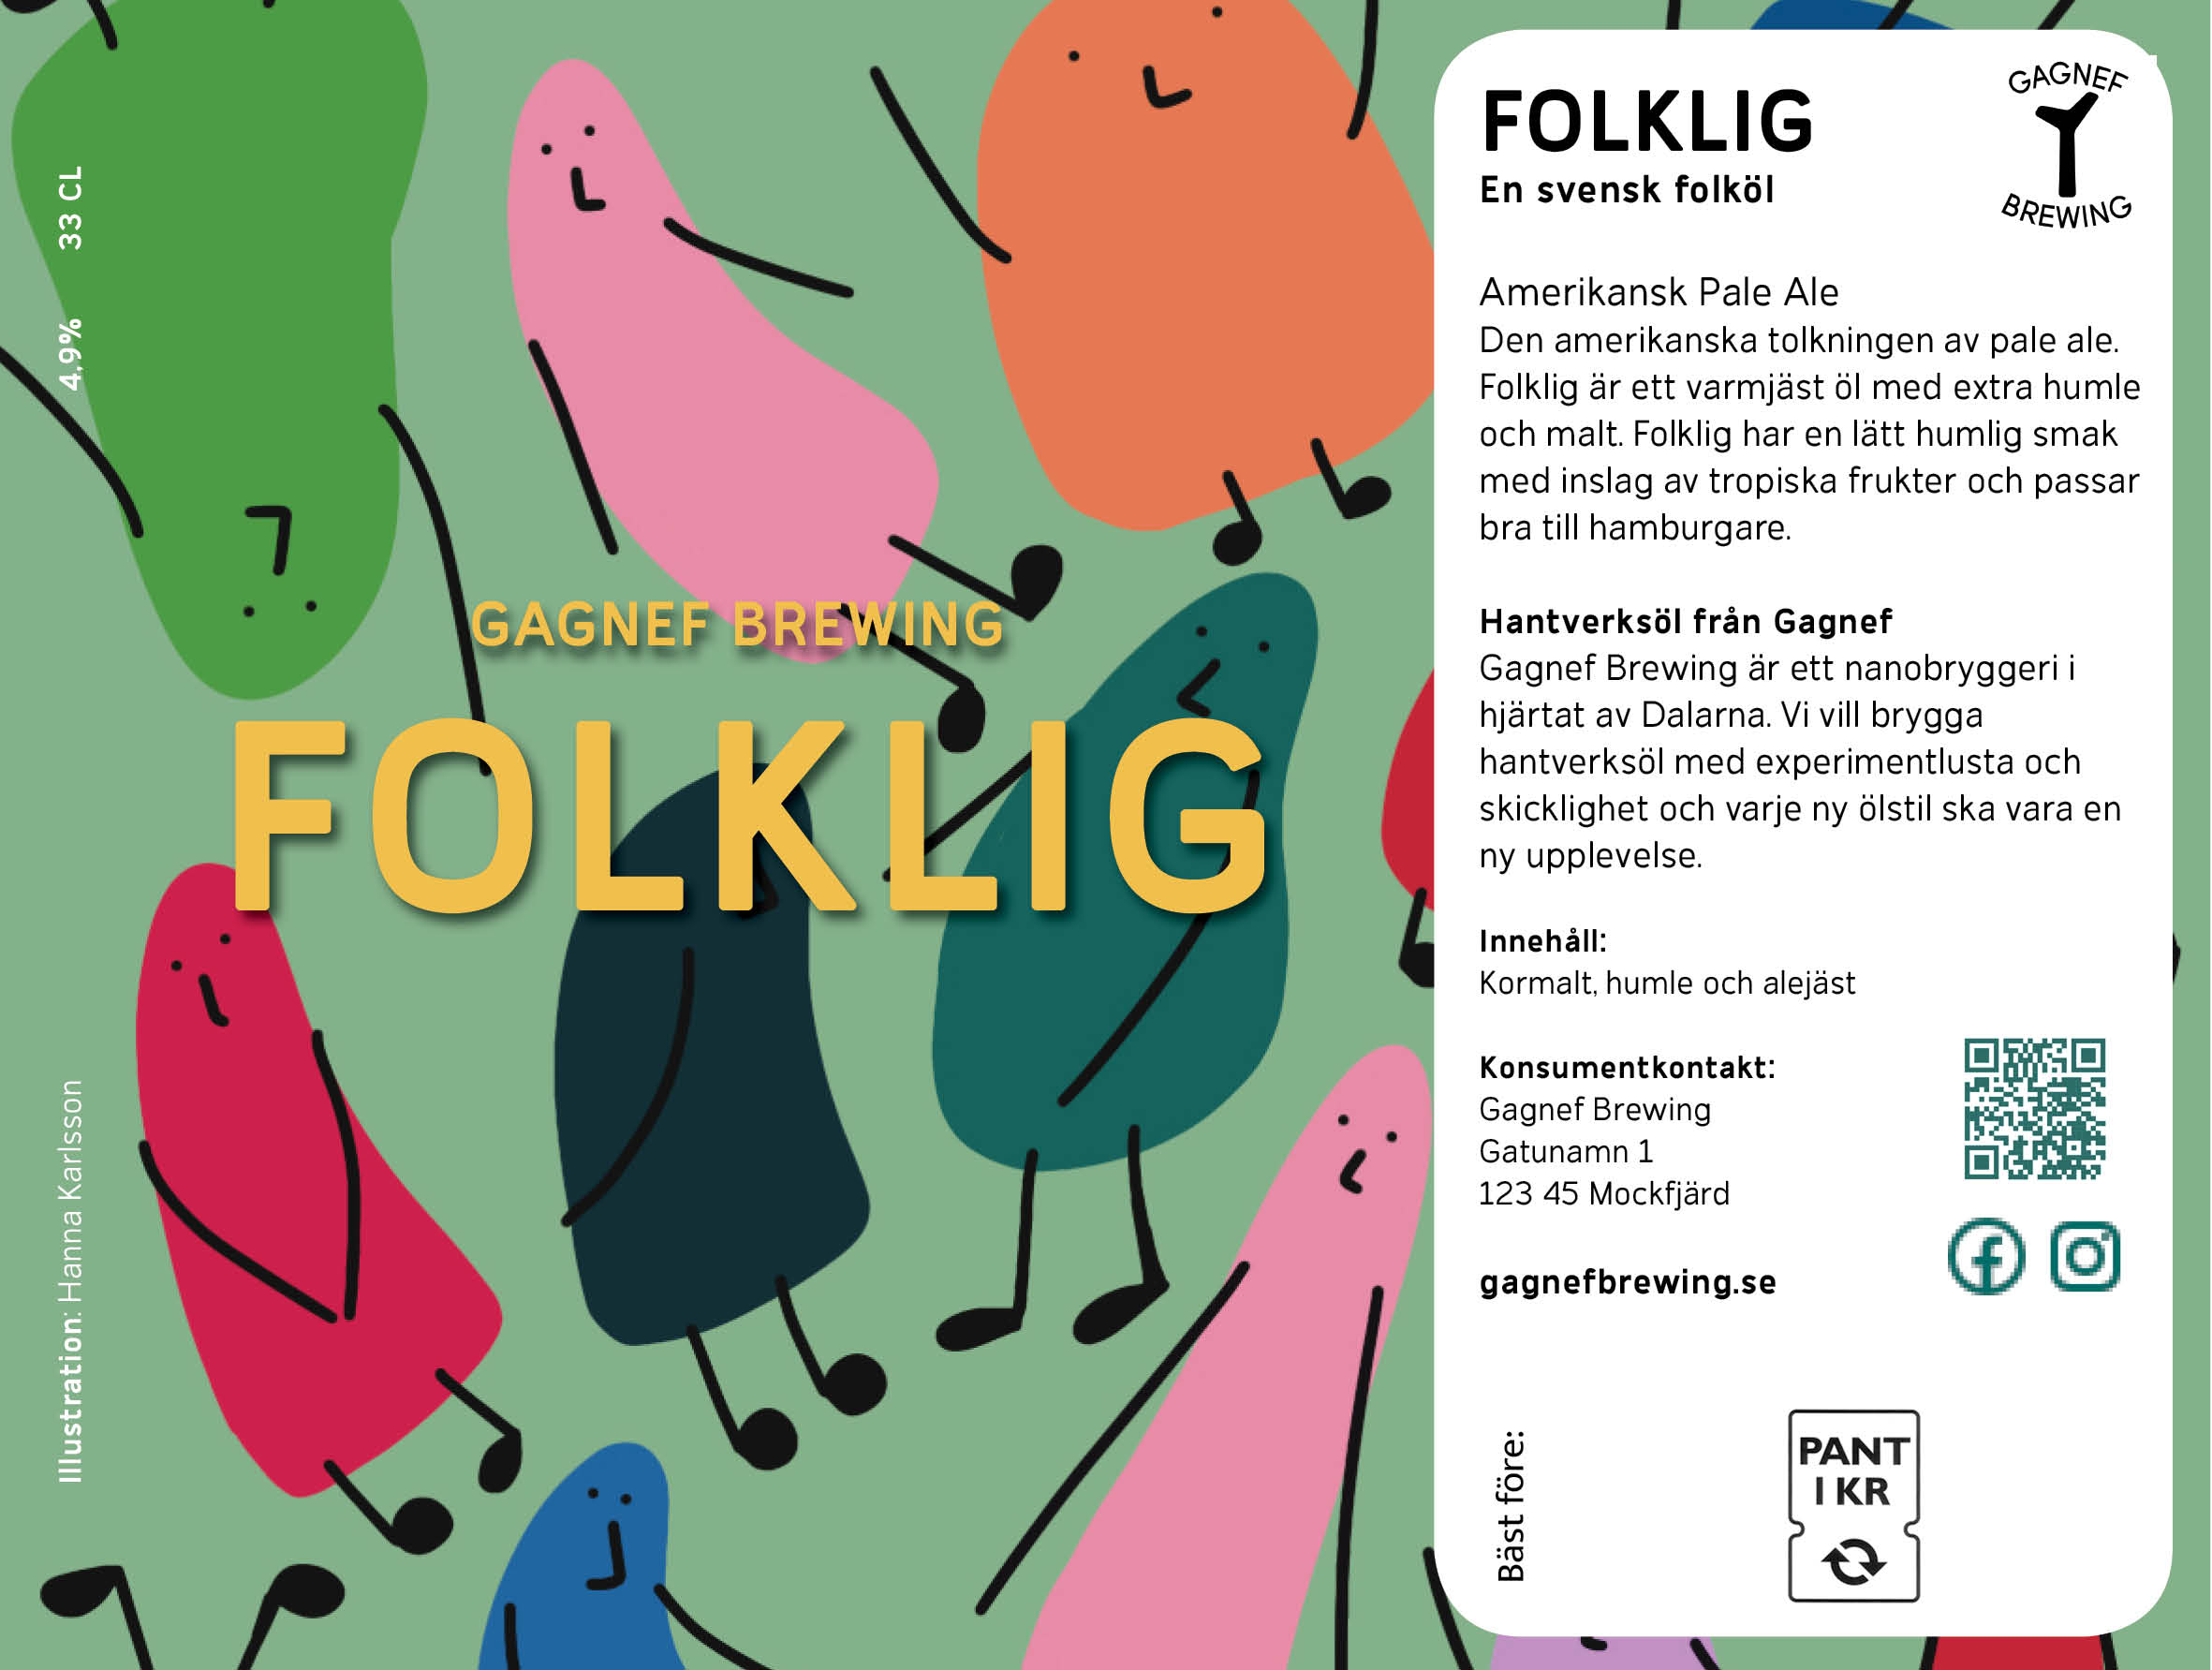 4,9% 33 CL
Illustration: Hanna Karlsson
GAGNEF BREWING
FOLKLIG
FOLKLIG
En svensk folköl
GAGNEF
BREWING
Amerikansk Pale Ale
Den amerikanska tolkningen av pale ale.
Folklig är ett varmjäst öl med extra humle
och malt. Folklig har en lätt humlig smak
med inslag av tropiska frukter och passar
bra till hamburgare.
Hantverksöl från Gagnef
Gagnef Brewing är ett nanobryggeri i
hjärtat av Dalarna. Vi vill brygga
hantverksöl med experimentlusta och
skicklighet och varje ny ölstil ska vara en
ny upplevelse.
Innehåll:
Kormalt, humle och alejäst
Konsumentkontakt:
Gagnef Brewing
Gatunamn 1
123 45 Mockfjärd
gagnefbrewing.se
Bäst före:
PANT
I KR